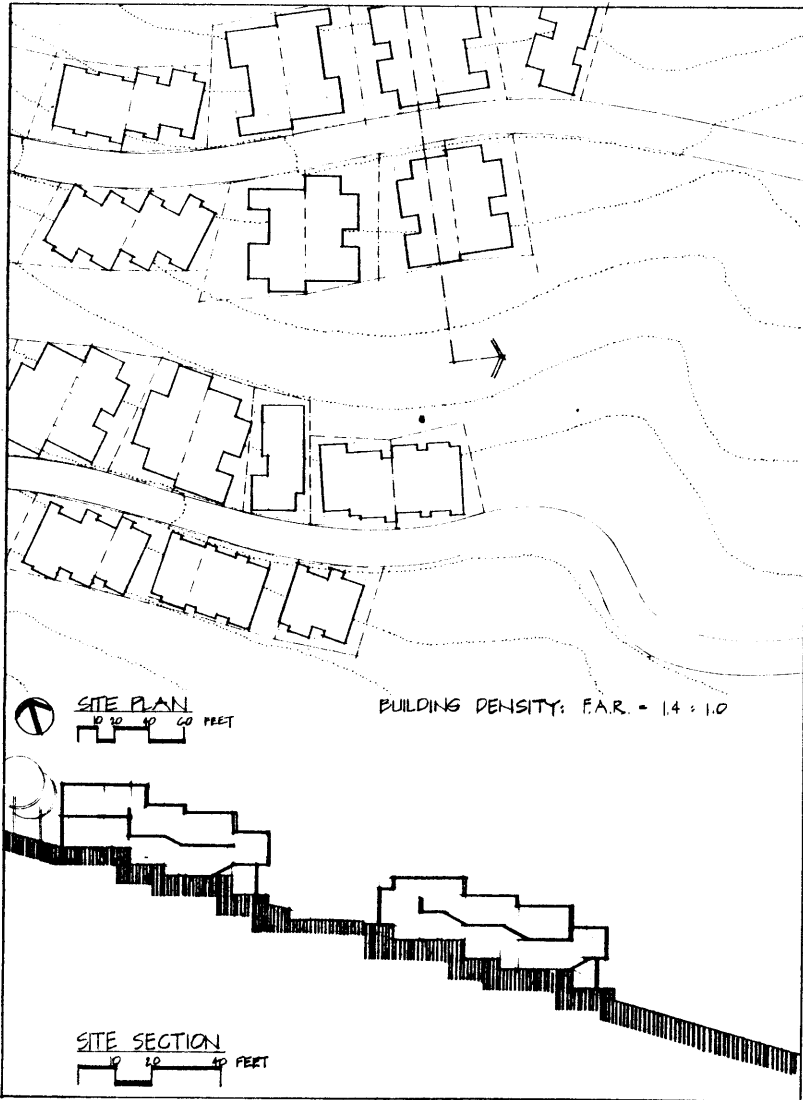 SITE PLAN
10 20 40 60 FEET
BUILDING DENSITY: F.A.R. = 1.4 : 1.0
SITE SECTION
10 20 40 FEET